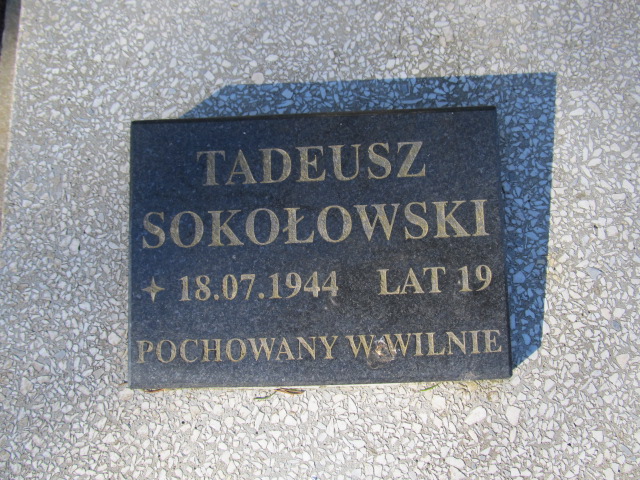 TADEUSZ
SOKOŁOWSKI
18.07.1944 LAT 19
POCHOWANY W WILNIE